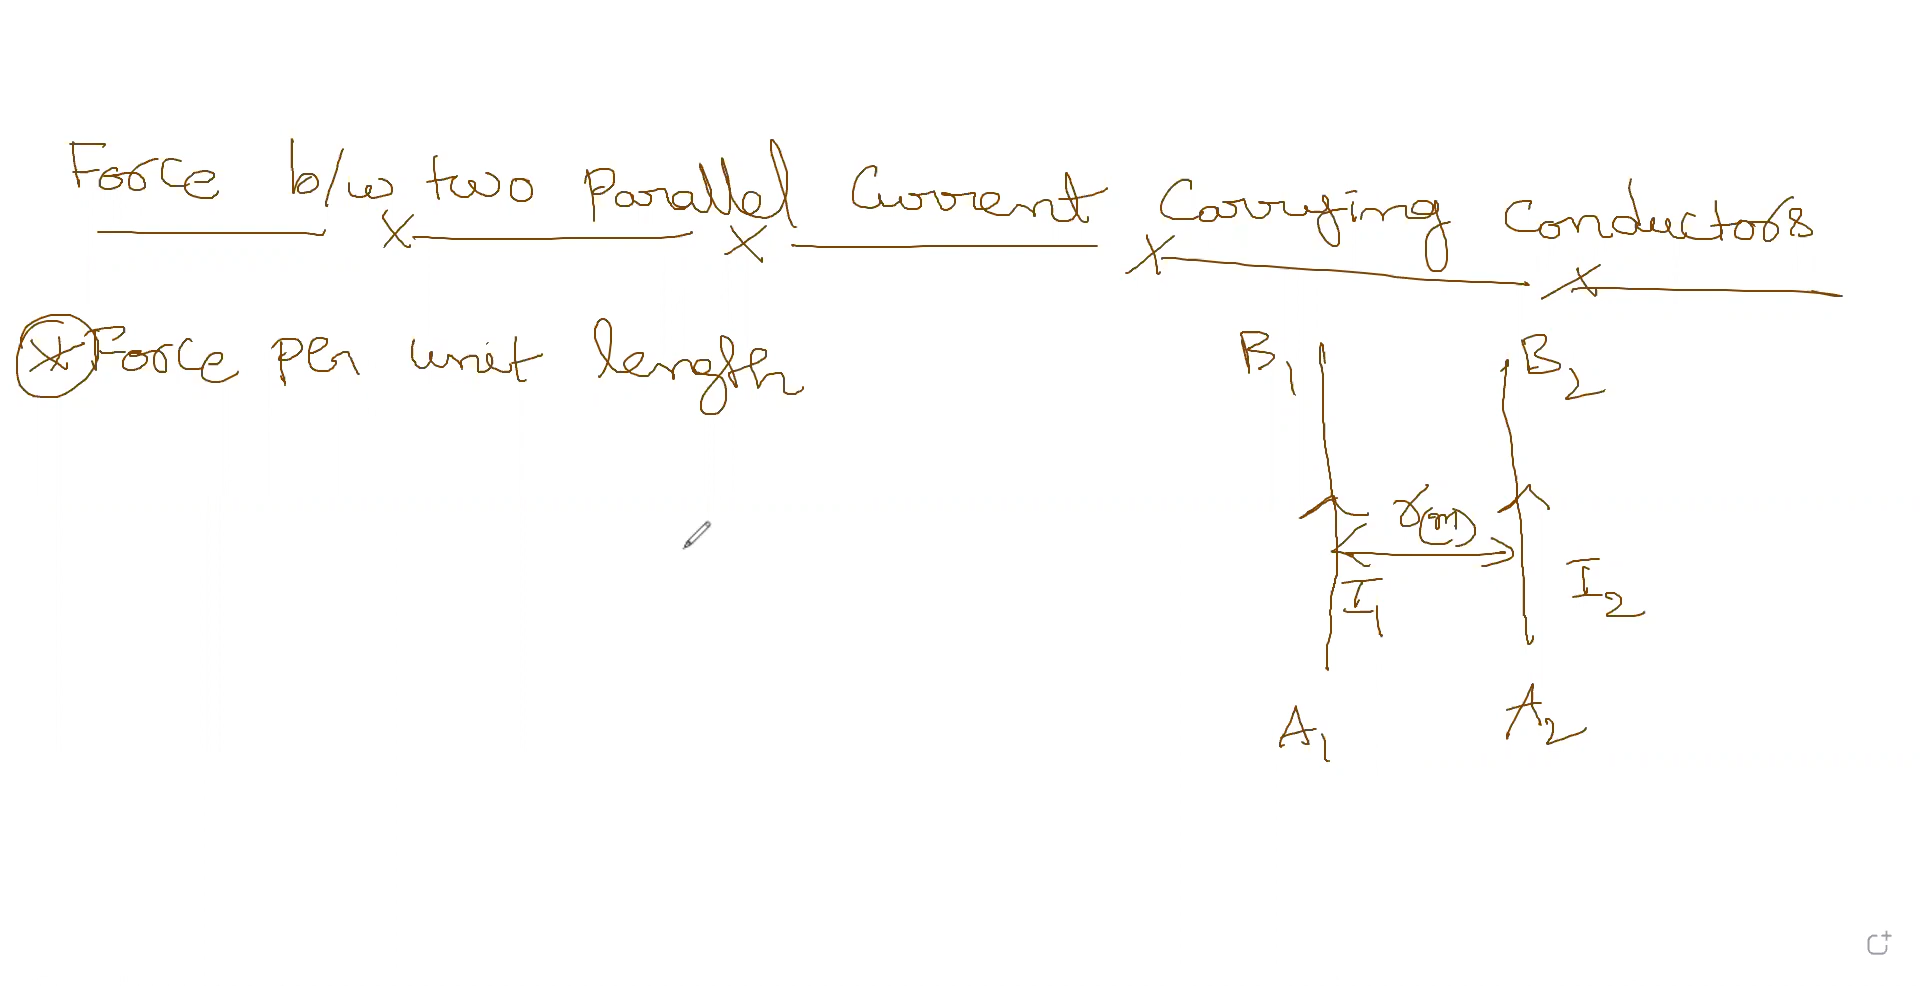 Force b/w two Parallel Current Carrying Conductors
Force per unit length
B1 B2
r(m)
I1 I2
A1 A2